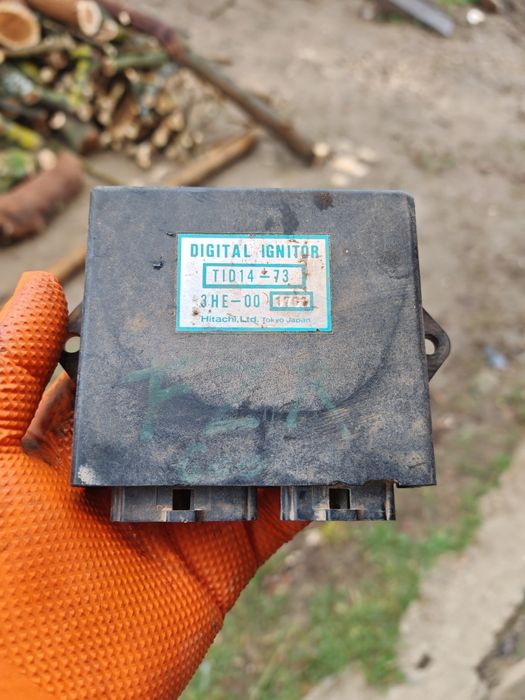 DIGITAL IGNITOR
TID14-73
3HE-00
Hitachi,Ltd. Tokyo Japan